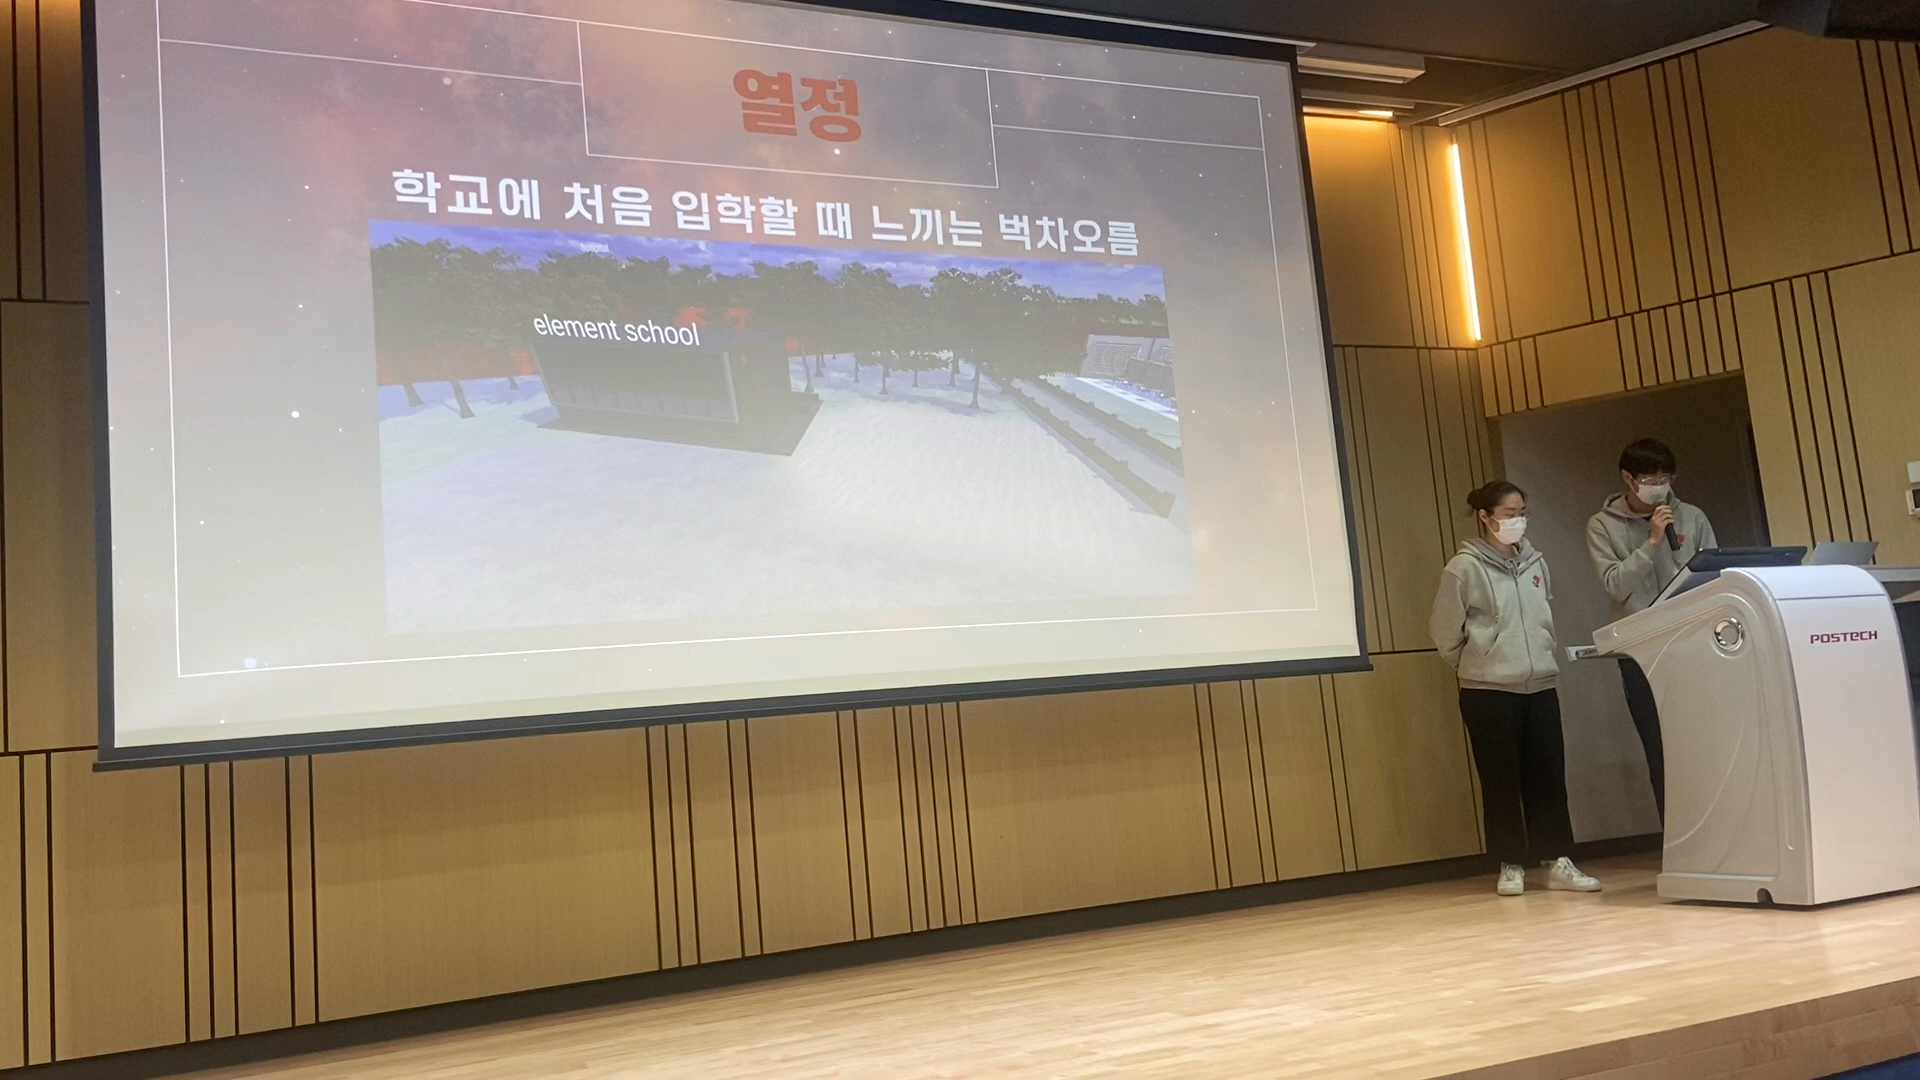 열정
학교에 처음 입학할 때 느끼는 벅차오름
hospital
element school
POSTECH